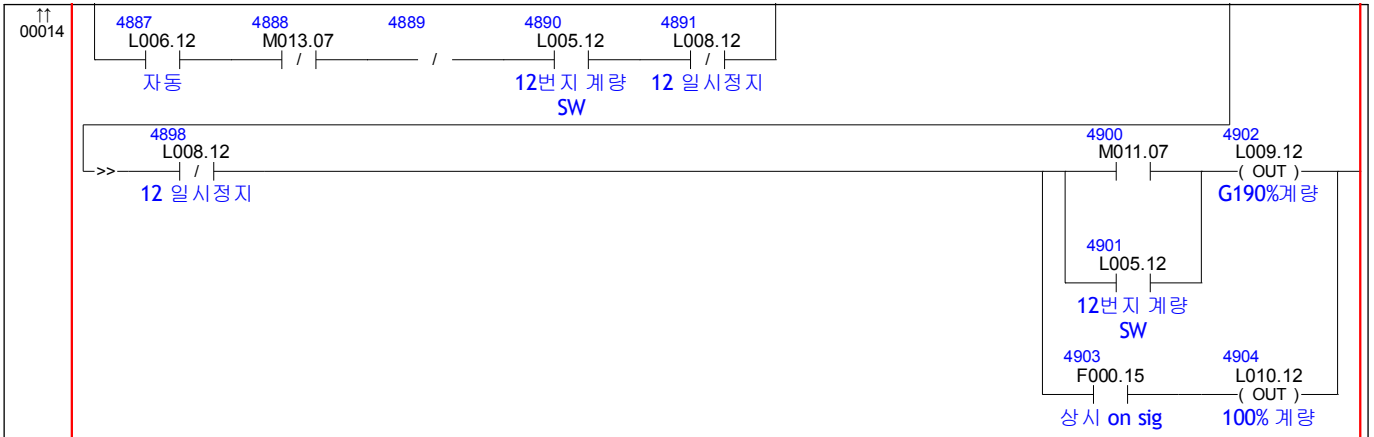 ↑↑
00014
4887 4888 4889 4890 4891
L006.12 M013.07 L005.12 L008.12
/ / /
자동 12번지 계량 12 일시정지
SW
4898 4900 4902
L008.12 M011.07 L009.12
>> / ( OUT )
12 일시정지 G190%계량
4901
L005.12
12번지 계량
SW
4903 4904
F000.15 L010.12
( OUT )
상시 on sig 100% 계량